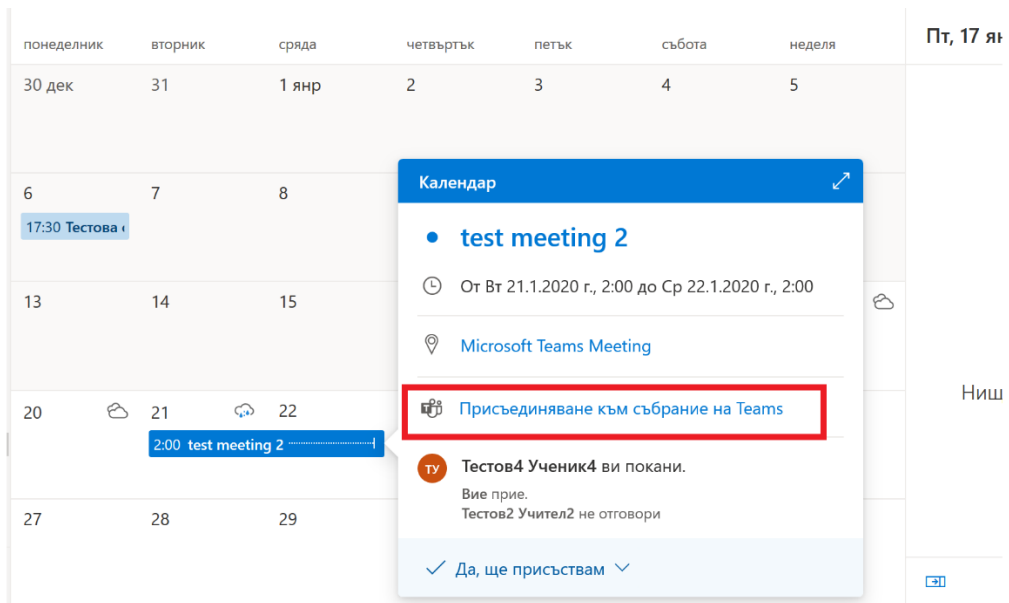 понеделник вторник сряда четвъртък петък събота неделя
Пт, 17 ян
30 дек 31 1 янр 2 3 4 5
6 7 8
17:30 Тестова
13 14 15
20 21 22
2:00 test meeting 2
27 28 29
Календар
test meeting 2
От Вт 21.1.2020 г., 2:00 до Ср 22.1.2020 г., 2:00
Microsoft Teams Meeting
Присъединяване към събрание на Teams
ТУ
Тестов4 Ученик4 ви покани.
Вие прие.
Тестов2 Учител2 не отговори
Да, ще присъствам
Ниш